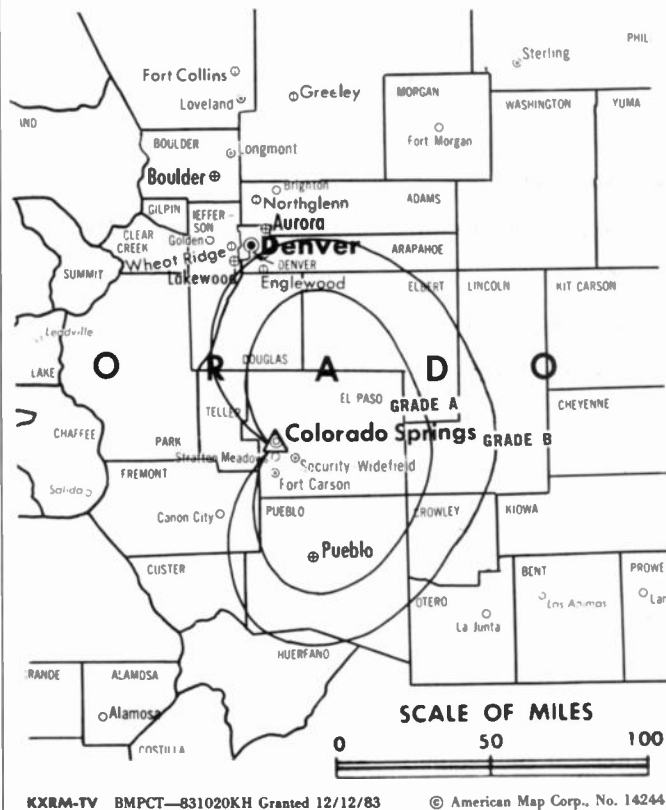 PHIL
Sterling
Fort Collins
Loveland
Greeley
MORGAN
WASHINGTON
YUMA
AND
BOULDER
Longmont
Fort Morgan
Boulder
Brighton
Northglenn
ADAMS
GILPIN
JEFFER-
SON
Aurora
CLEAR
CREEK
Golden
Denver
ARAPAHOE
Wheat Ridge
DENVER
Lakewood
Englewood
SUMMIT
ELBERT
LINCOLN
KIT CARSON
Leadville
DOUGLAS
O R A D O
LAKE
TELLER
EL PASO
GRADE A
CHEYENNE
CHAFFEE
PARK
Colorado Springs
GRADE B
Stratton Meadows
Security Widefield
FREMONT
Fort Carson
Salida
Canon City
PUEBLO
CROWLEY
KIOWA
Pueblo
CUSTER
BENT
PROWE
OTERO
Las Animas
Lar
La Junta
HUERFANO
RANDE
ALAMOSA
Alamosa
COSTILLA
SCALE OF MILES
0 50 100
KXRM-TV BMPCT—831020KH Granted 12/12/83 © American Map Corp., No. 14244